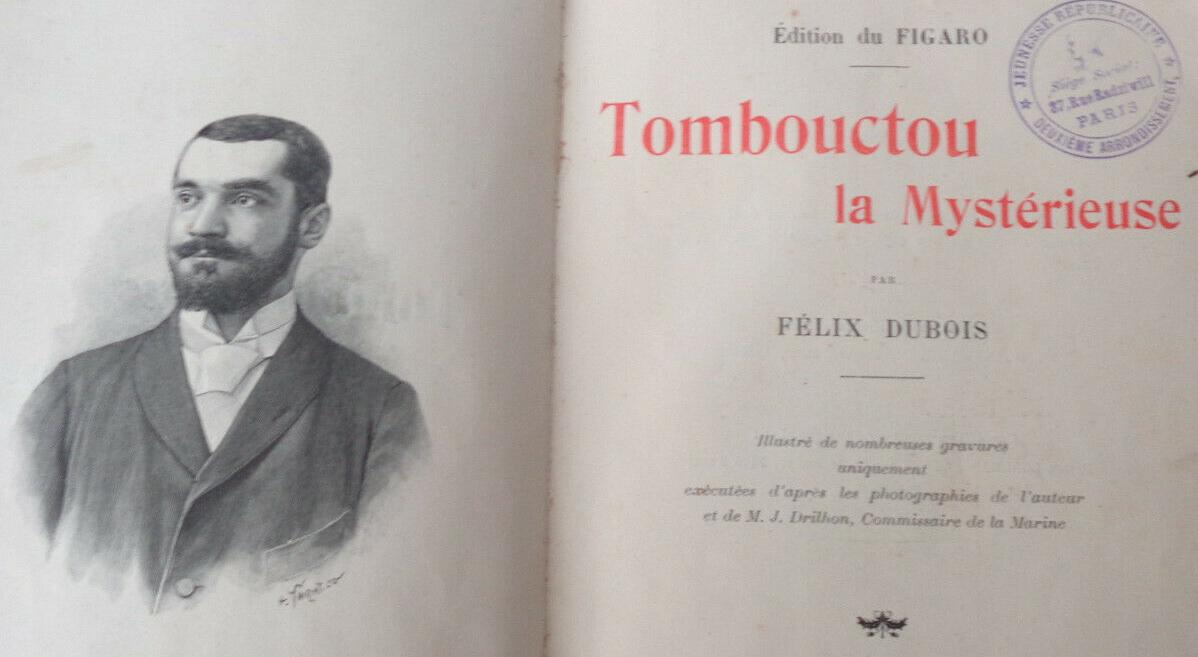 Édition du FIGARO
Tombouctou
la Mystérieuse
PAR
FÉLIX DUBOIS
Illustré de nombreuses gravures
uniquement
exécutées d'après les photographies de l'auteur
et de M. J. Drilhon, Commissaire de la Marine
★ JEUNESSE RÉPUBLICAINE ★
Siège Social:
37, Rue Radziwill
PARIS
DEUXIÈME ARRONDISSEMENT,